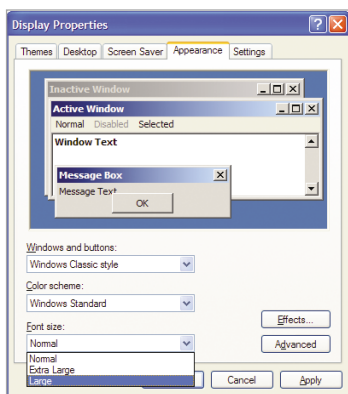 Display Properties
Themes Desktop Screen Saver Appearance Settings
Inactive Window
Active Window
Normal Disabled Selected
Window Text
Message Box
Message Text
OK
Windows and buttons:
Windows Classic style
Color scheme:
Windows Standard
Effects...
Font size:
Normal
Advanced
Normal
Extra Large
Large
Cancel Apply